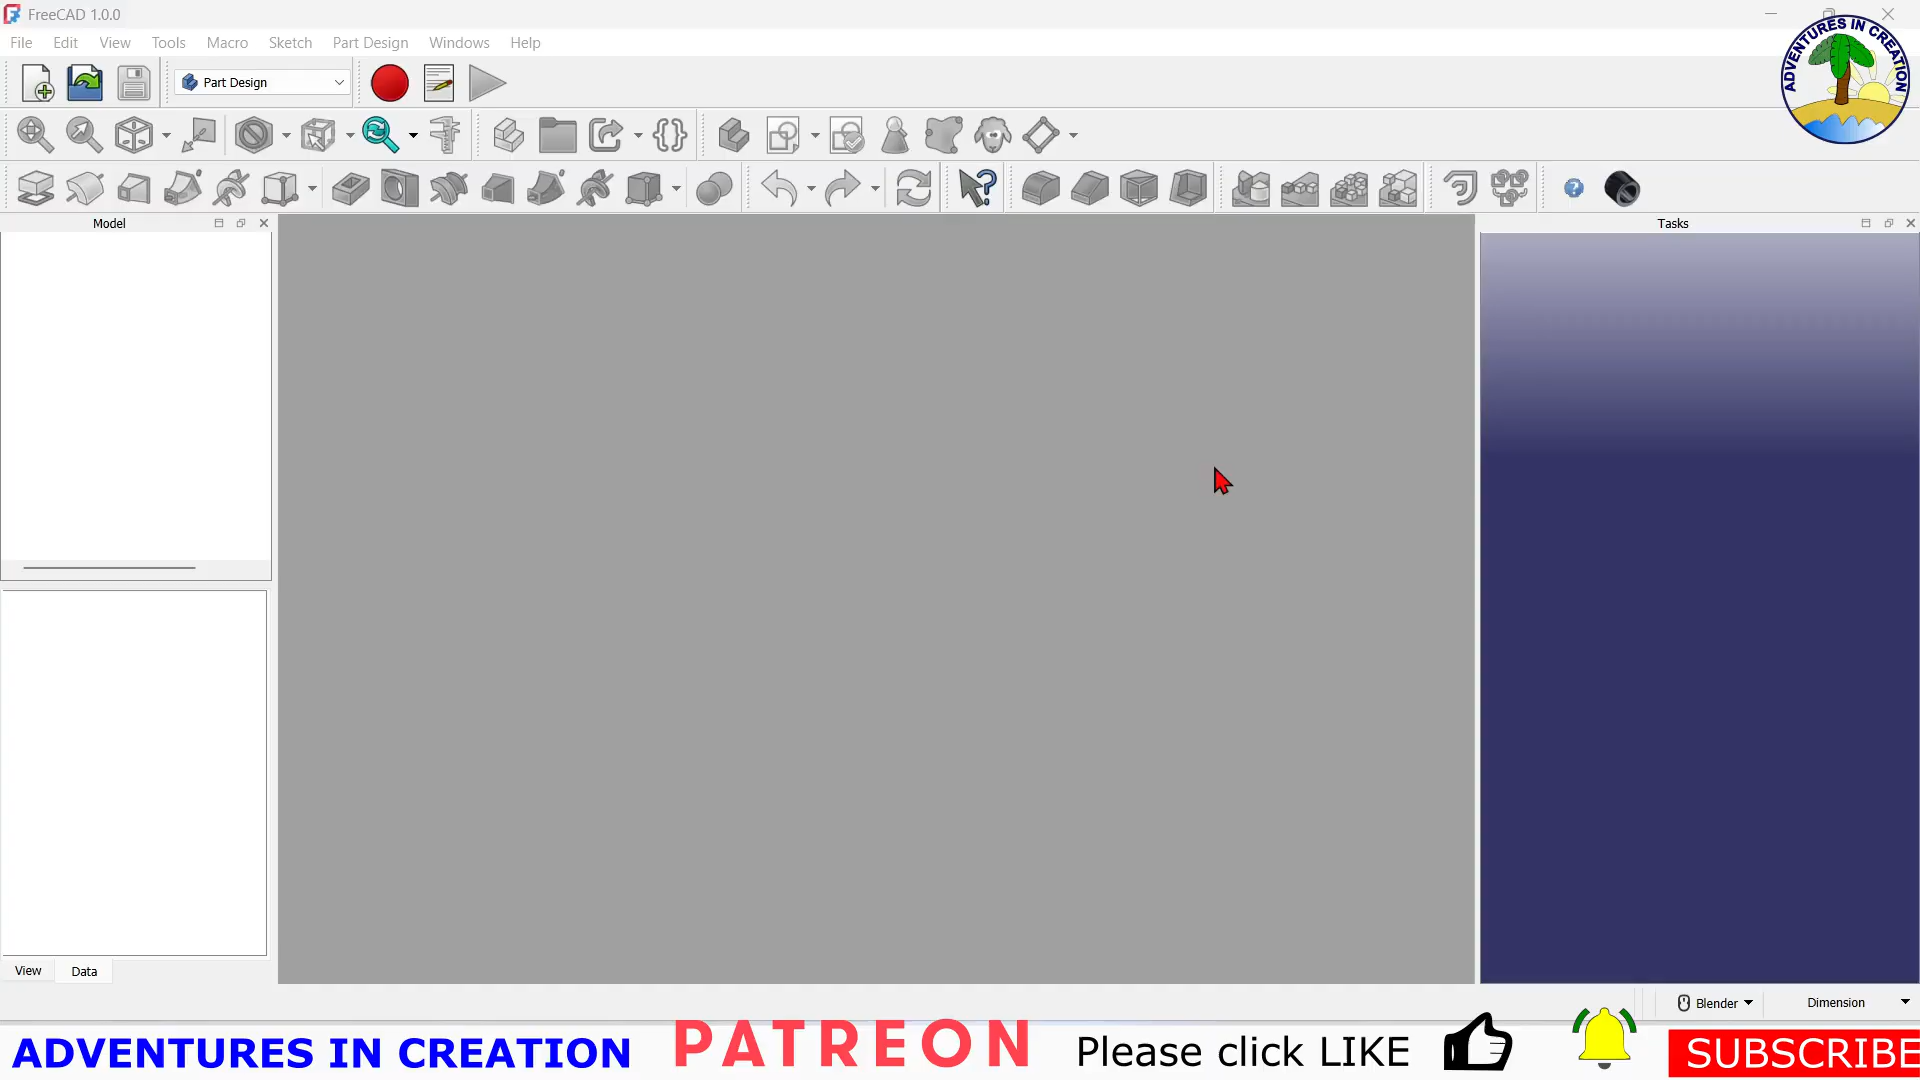 FreeCAD 1.0.0
File Edit View Tools Macro Sketch Part Design Windows Help
ADVENTURES IN CREATION
Part Design
Model
Tasks
View Data
Blender Dimension
ADVENTURES IN CREATION PATREON Please click LIKE SUBSCRIBE